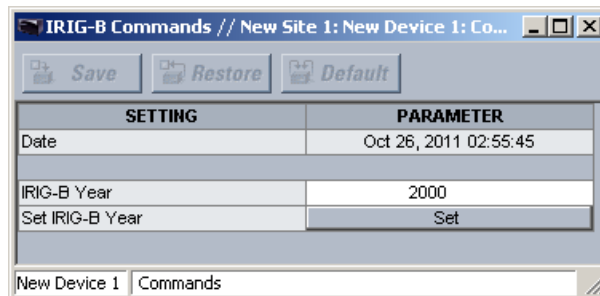 IRIG-B Commands // New Site 1: New Device 1: Co...
Save Restore Default
SETTING PARAMETER
Date Oct 26, 2011 02:55:45
IRIG-B Year 2000
Set IRIG-B Year Set
New Device 1 Commands